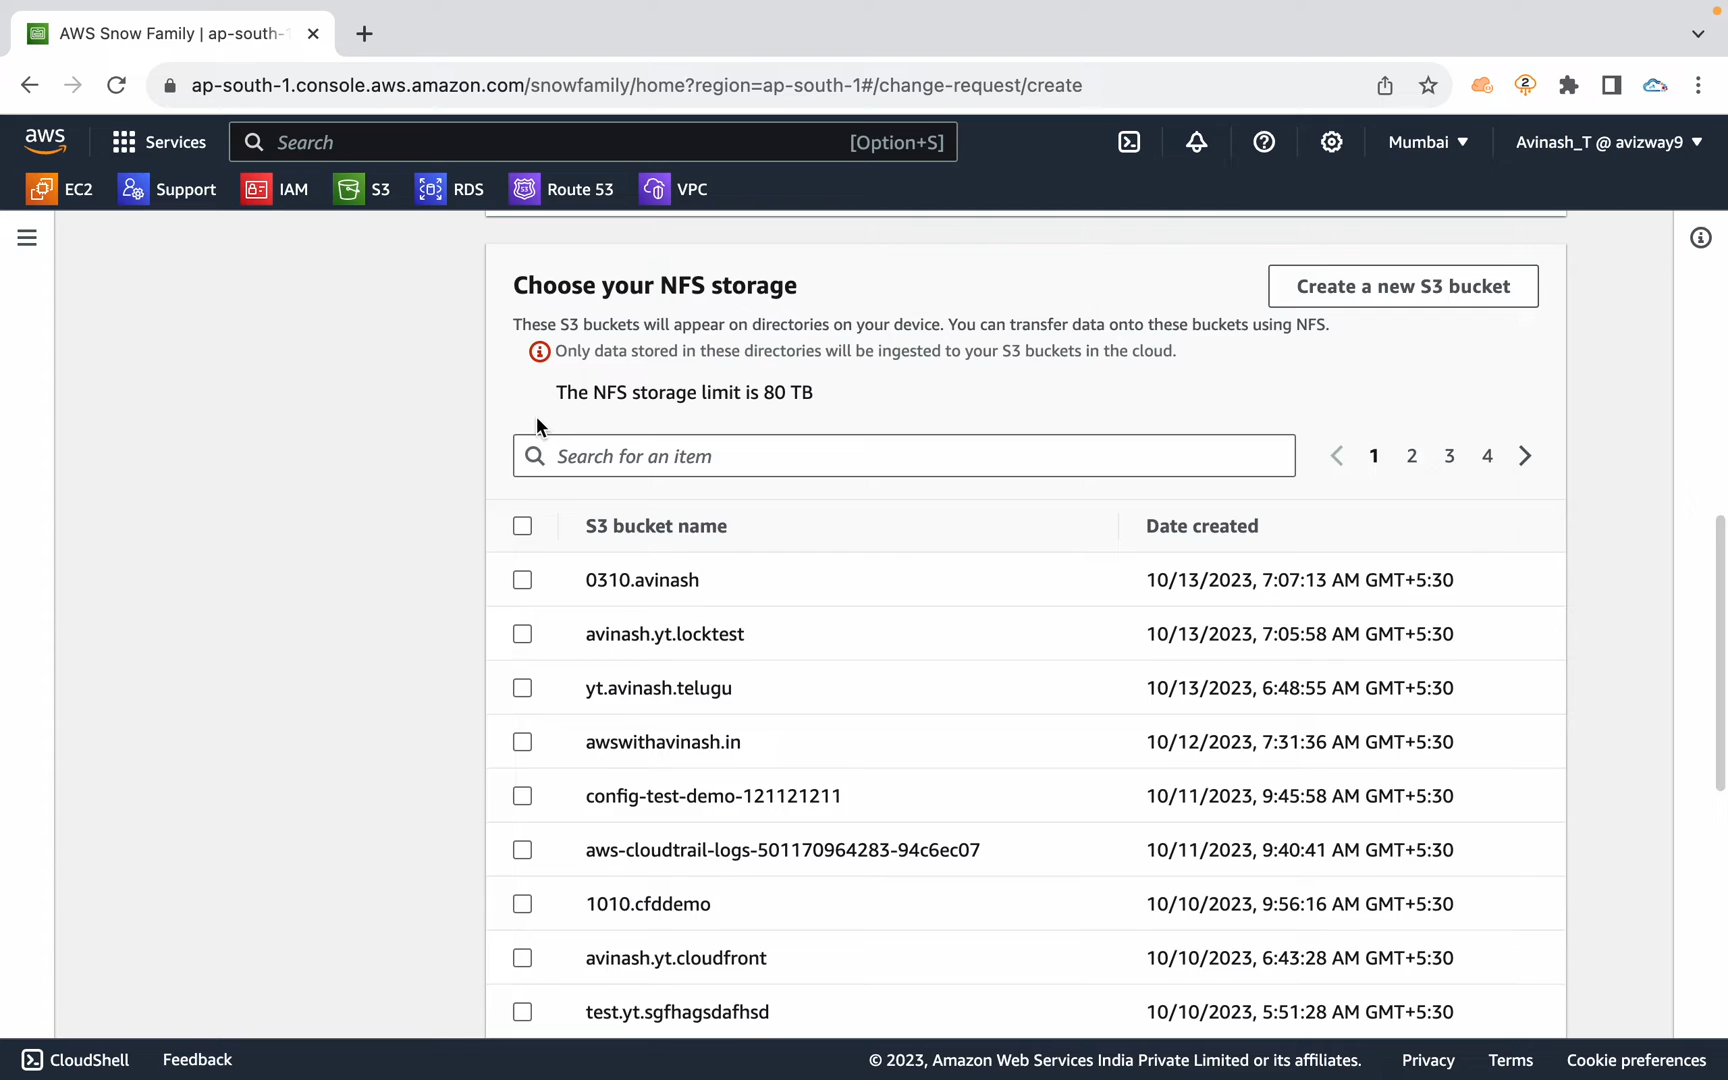 AWS Snow Family | ap-south-
ap-south-1.console.aws.amazon.com/snowfamily/home?region=ap-south-1#/change-request/create
2
aws
Services
Search
[Option+S]
Mumbai
Avinash_T @ avizway9
EC2
Support
IAM
S3
RDS
Route 53
VPC
Choose your NFS storage
Create a new S3 bucket
These S3 buckets will appear on directories on your device. You can transfer data onto these buckets using NFS.
Only data stored in these directories will be ingested to your S3 buckets in the cloud.
The NFS storage limit is 80 TB
Search for an item
1 2 3 4
S3 bucket name Date created
0310.avinash 10/13/2023, 7:07:13 AM GMT+5:30
avinash.yt.locktest 10/13/2023, 7:05:58 AM GMT+5:30
yt.avinash.telugu 10/13/2023, 6:48:55 AM GMT+5:30
awswithavinash.in 10/12/2023, 7:31:36 AM GMT+5:30
config-test-demo-121121211 10/11/2023, 9:45:58 AM GMT+5:30
aws-cloudtrail-logs-501170964283-94c6ec07 10/11/2023, 9:40:41 AM GMT+5:30
1010.cfddemo 10/10/2023, 9:56:16 AM GMT+5:30
avinash.yt.cloudfront 10/10/2023, 6:43:28 AM GMT+5:30
test.yt.sgfhagsdafhsd 10/10/2023, 5:51:28 AM GMT+5:30
CloudShell
Feedback
© 2023, Amazon Web Services India Private Limited or its affiliates.
Privacy
Terms
Cookie preferences